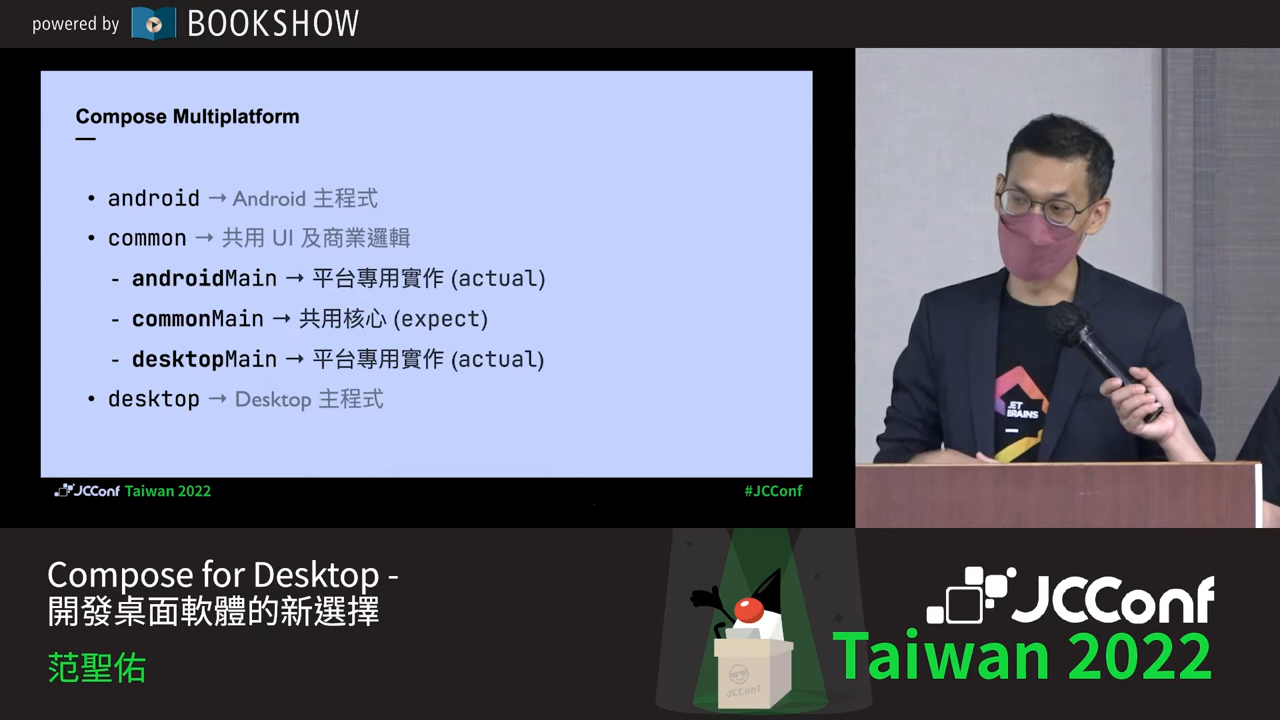 powered by BOOKSHOW
Compose Multiplatform
• android → Android 主程式
• common → 共用 UI 及商業邏輯
- androidMain → 平台專用實作 (actual)
- commonMain → 共用核心 (expect)
- desktopMain → 平台專用實作 (actual)
• desktop → Desktop 主程式
JCConf Taiwan 2022
#JCConf
JET
BRAINS
Compose for Desktop -
開發桌面軟體的新選擇
范聖佑
JCConf
JCConf
Taiwan 2022